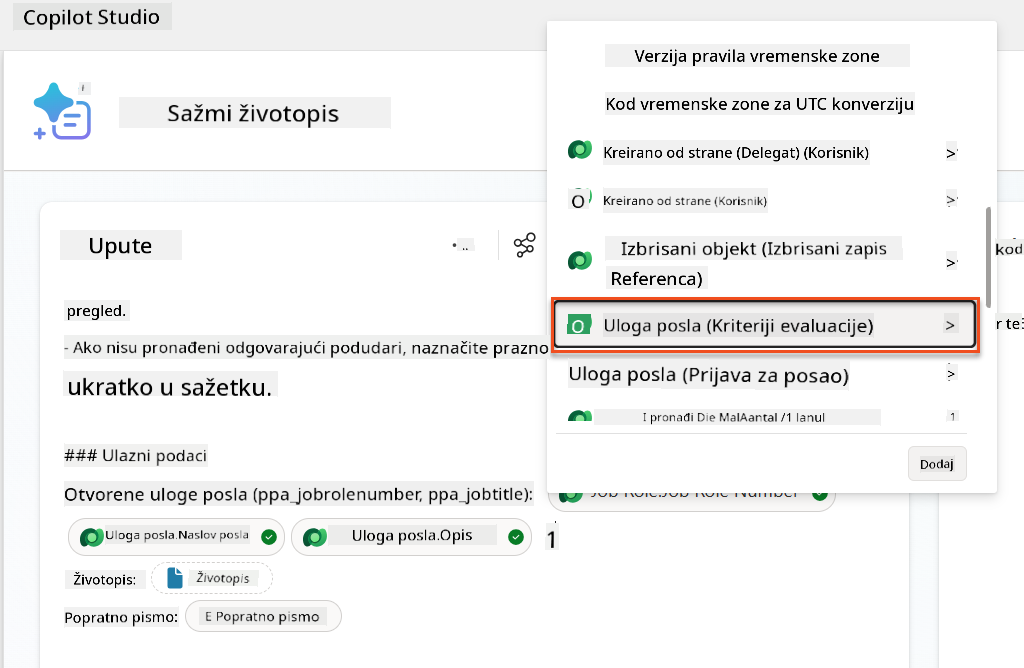 Copilot Studio
Sažmi životopis
Upute
pregled.
- Ako nisu pronađeni odgovarajući podudari, naznačite prazno
ukratko u sažetku.
### Ulazni podaci
Otvorene uloge posla (ppa_jobrolenumber, ppa_jobtitle):
Job Role.Job Role Number
Uloga posla.Naslov posla
Uloga posla.Opis
1
Životopis:
Životopis
Popratno pismo:
E Popratno pismo
Verzija pravila vremenske zone
Kod vremenske zone za UTC konverziju
Kreirano od strane (Delegat) (Korisnik) >
O Kreirano od strane (Korisnik) >
Izbrisani objekt (Izbrisani zapis
Referenca) >
O Uloga posla (Kriteriji evaluacije) >
Uloga posla (Prijava za posao) >
I pronađi Die MalAantal /1 lanul 1
Dodaj
kod
r te